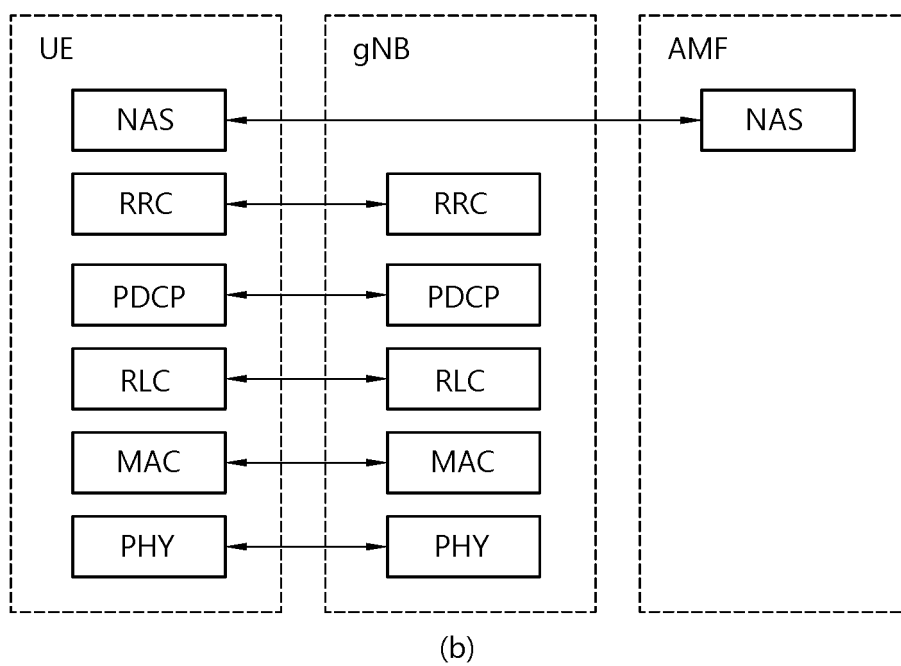 UE gNB AMF
NAS NAS
RRC RRC
PDCP PDCP
RLC RLC
MAC MAC
PHY PHY
(b)